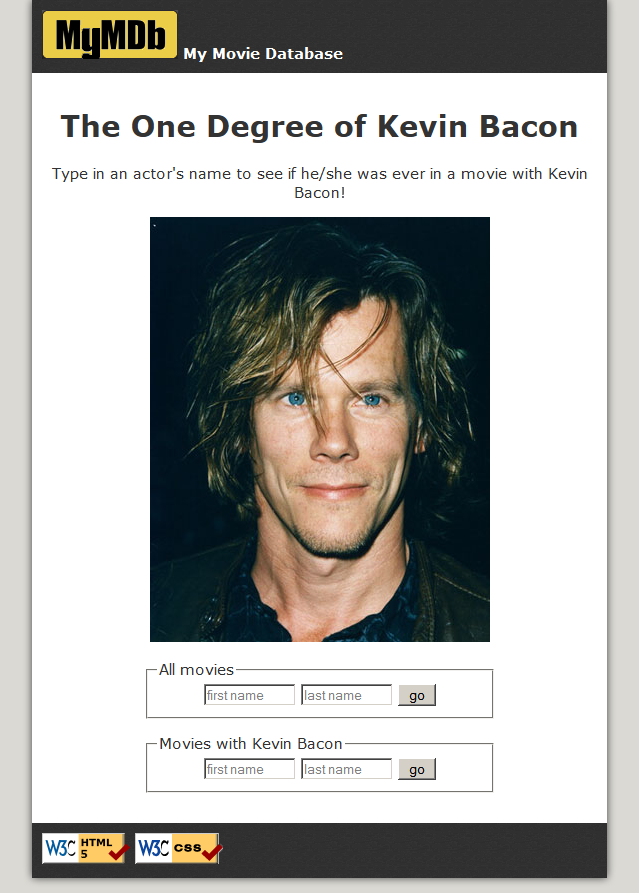 MyMDb My Movie Database
The One Degree of Kevin Bacon
Type in an actor's name to see if he/she was ever in a movie with Kevin
Bacon!
All movies
first name last name go
Movies with Kevin Bacon
first name last name go
W3C HTML
5 W3C css